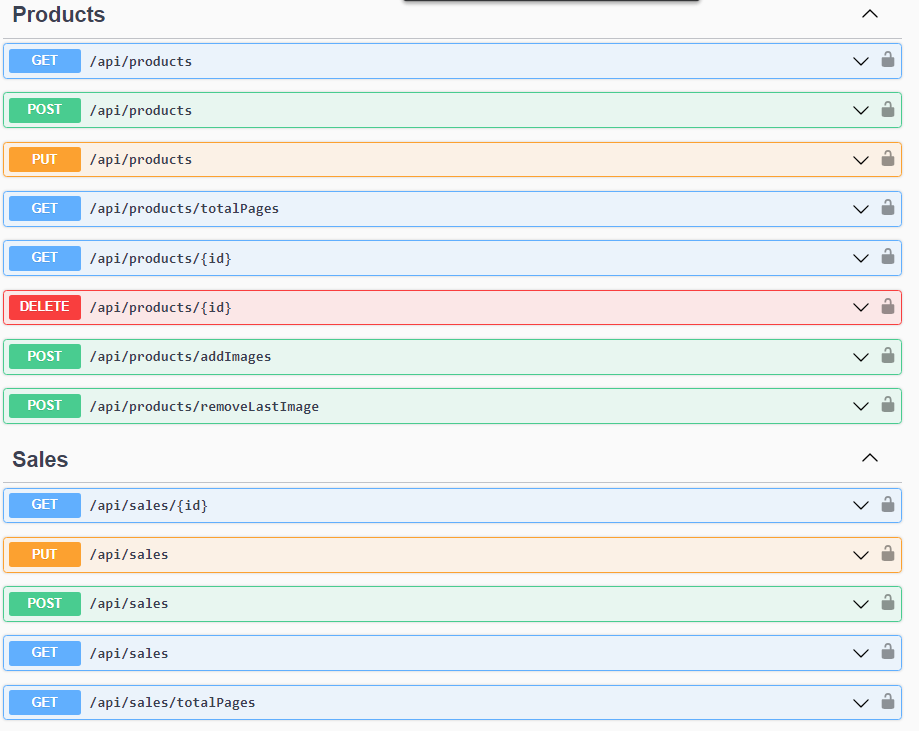 Products
GET /api/products
POST /api/products
PUT /api/products
GET /api/products/totalPages
GET /api/products/{id}
DELETE /api/products/{id}
POST /api/products/addImages
POST /api/products/removeLastImage
Sales
GET /api/sales/{id}
PUT /api/sales
POST /api/sales
GET /api/sales
GET /api/sales/totalPages